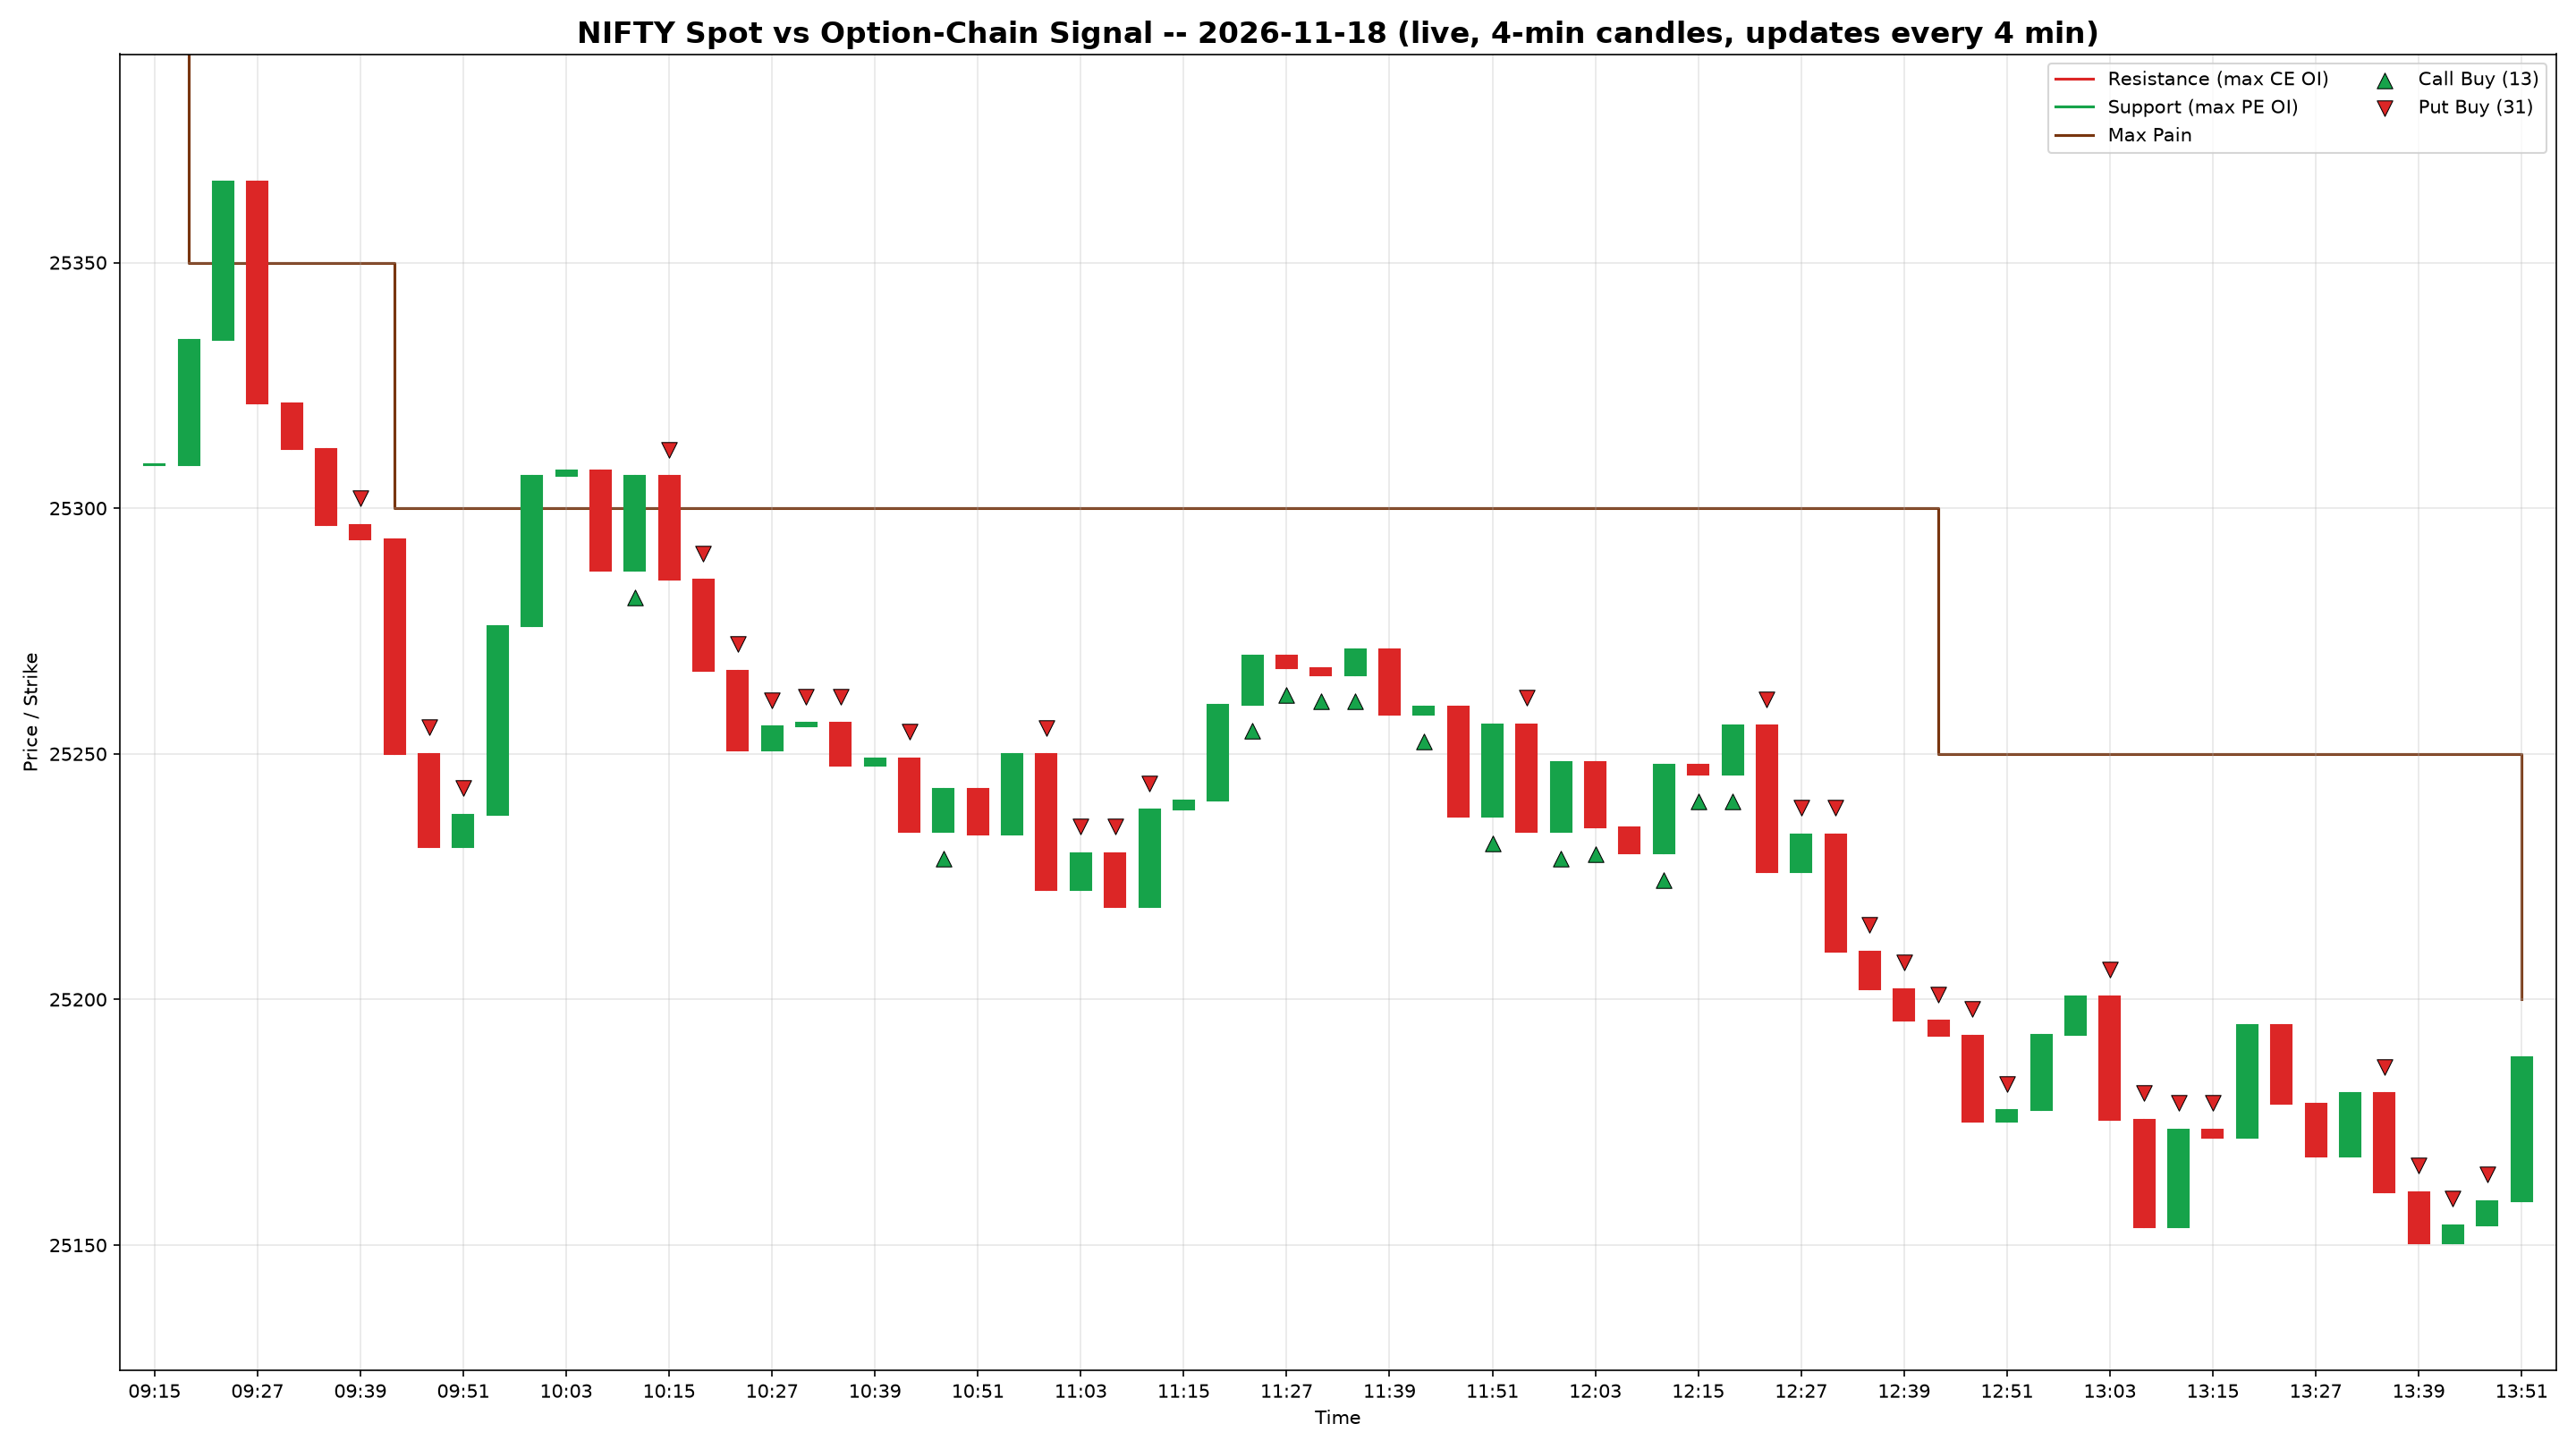 NIFTY Spot vs Option-Chain Signal -- 2026-11-18 (live, 4-min candles, updates every 4 min)
Resistance (max CE OI)
Support (max PE OI)
Max Pain
Call Buy (13)
Put Buy (31)
Price / Strike
25350
25300
25250
25200
25150
09:15 09:27 09:39 09:51 10:03 10:15 10:27 10:39 10:51 11:03 11:15 11:27 11:39 11:51 12:03 12:15 12:27 12:39 12:51 13:03 13:15 13:27 13:39 13:51
Time